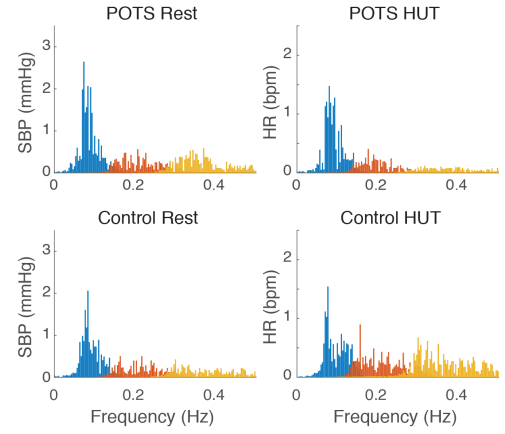 POTS Rest
POTS HUT
SBP (mmHg)
3
2
1
0
0
0.2
0.4
HR (bpm)
2
1
0
0
0.2
0.4
Control Rest
Control HUT
SBP (mmHg)
3
2
1
0
0
0.2
0.4
Frequency (Hz)
HR (bpm)
2
1
0
0
0.2
0.4
Frequency (Hz)